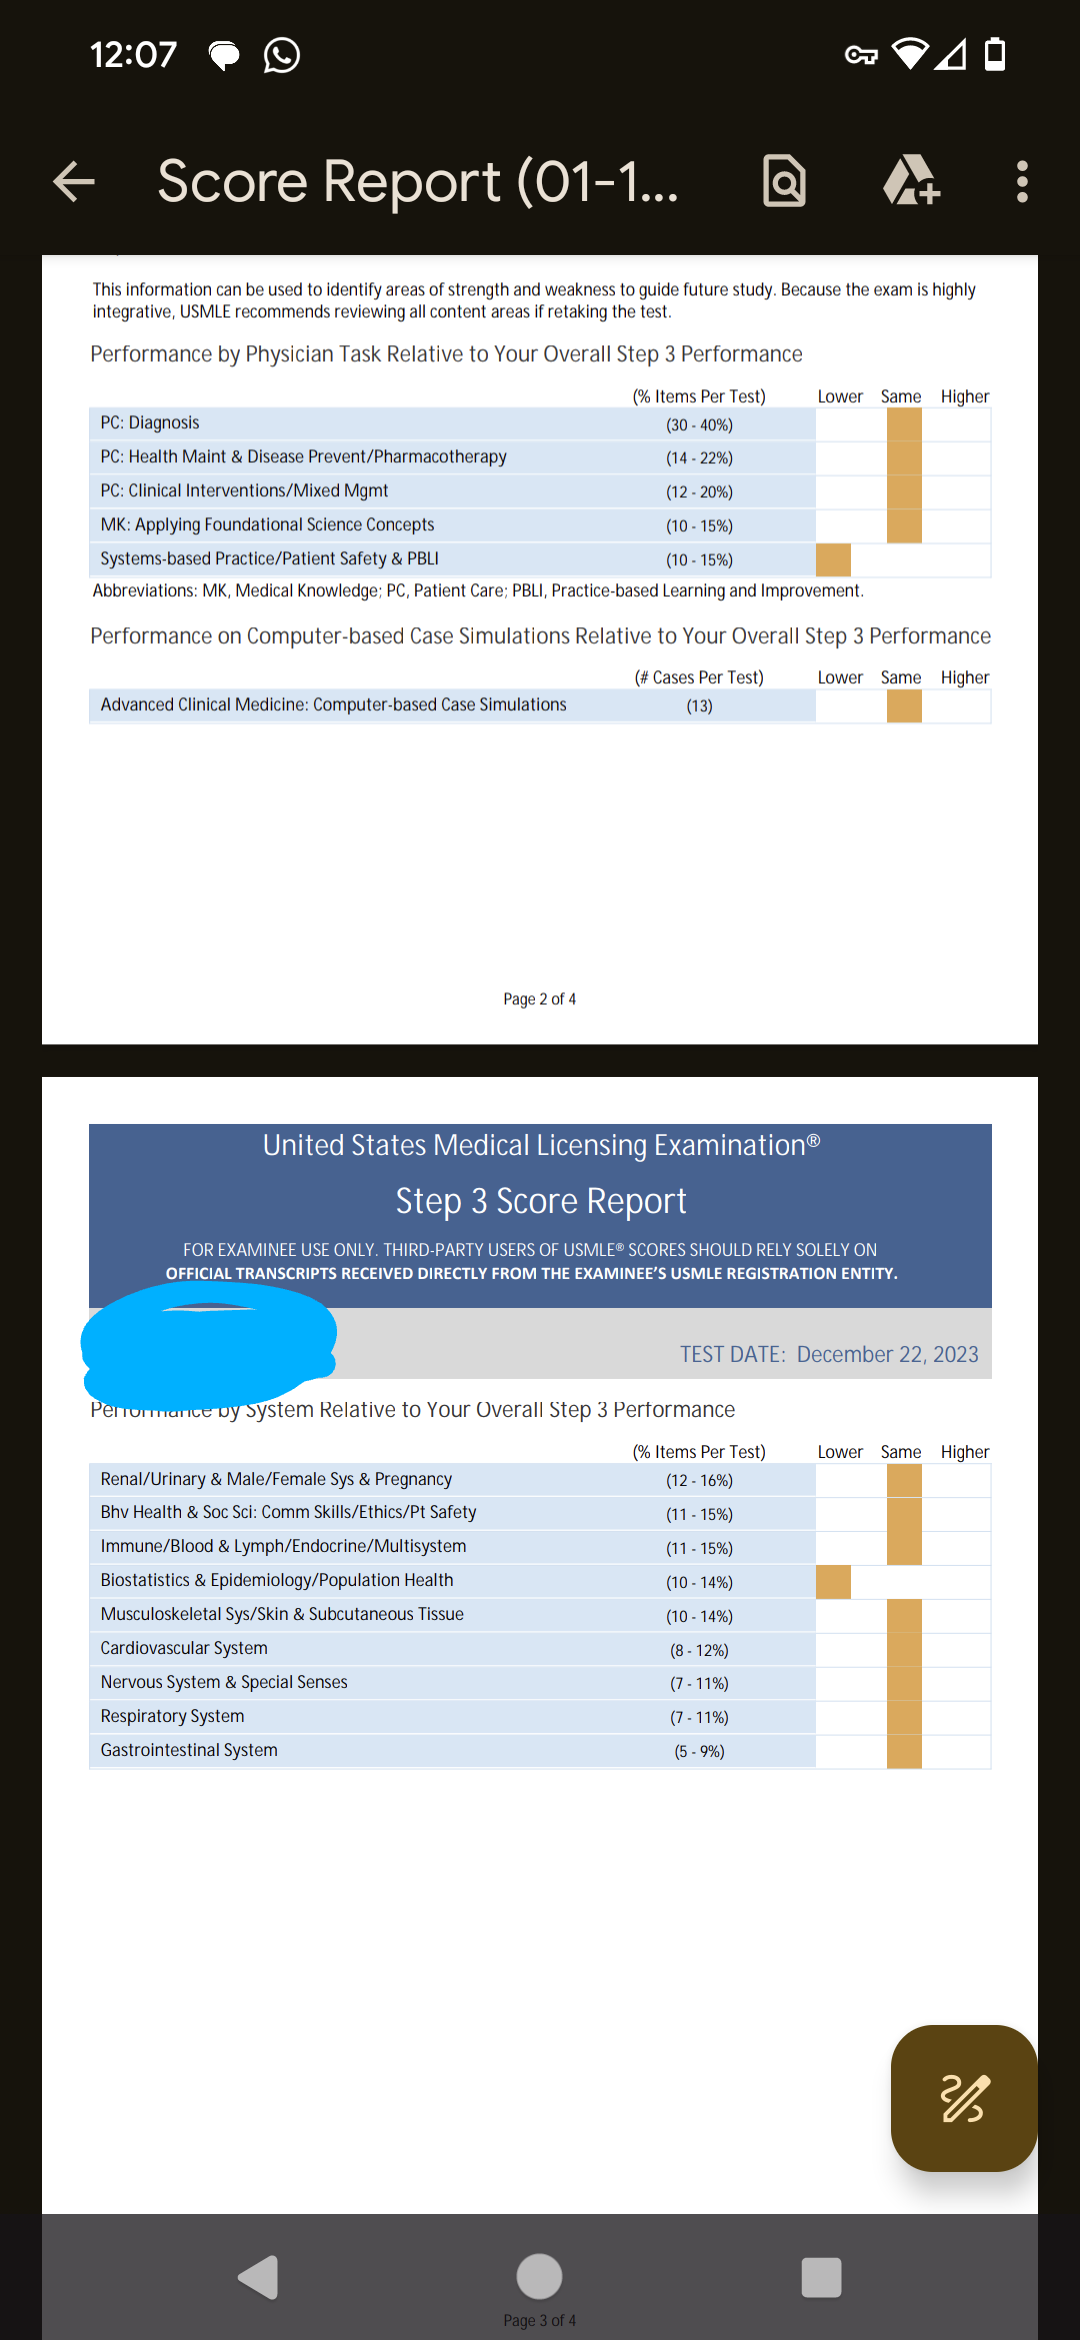 12:07
Score Report (01-1...
This information can be used to identify areas of strength and weakness to guide future study. Because the exam is highly
integrative, USMLE recommends reviewing all content areas if retaking the test.
Performance by Physician Task Relative to Your Overall Step 3 Performance
(% Items Per Test) Lower Same Higher
PC: Diagnosis (30 - 40%)
PC: Health Maint & Disease Prevent/Pharmacotherapy (14 - 22%)
PC: Clinical Interventions/Mixed Mgmt (12 - 20%)
MK: Applying Foundational Science Concepts (10 - 15%)
Systems-based Practice/Patient Safety & PBLI (10 - 15%)
Abbreviations: MK, Medical Knowledge; PC, Patient Care; PBLI, Practice-based Learning and Improvement.
Performance on Computer-based Case Simulations Relative to Your Overall Step 3 Performance
(# Cases Per Test) Lower Same Higher
Advanced Clinical Medicine: Computer-based Case Simulations (13)
Page 2 of 4
United States Medical Licensing Examination®
Step 3 Score Report
FOR EXAMINEE USE ONLY. THIRD-PARTY USERS OF USMLE® SCORES SHOULD RELY SOLELY ON
OFFICIAL TRANSCRIPTS RECEIVED DIRECTLY FROM THE EXAMINEE'S USMLE REGISTRATION ENTITY.
TEST DATE: December 22, 2023
Performance by System Relative to Your Overall Step 3 Performance
(% Items Per Test) Lower Same Higher
Renal/Urinary & Male/Female Sys & Pregnancy (12 - 16%)
Bhv Health & Soc Sci: Comm Skills/Ethics/Pt Safety (11 - 15%)
Immune/Blood & Lymph/Endocrine/Multisystem (11 - 15%)
Biostatistics & Epidemiology/Population Health (10 - 14%)
Musculoskeletal Sys/Skin & Subcutaneous Tissue (10 - 14%)
Cardiovascular System (8 - 12%)
Nervous System & Special Senses (7 - 11%)
Respiratory System (7 - 11%)
Gastrointestinal System (5 - 9%)
Page 3 of 4